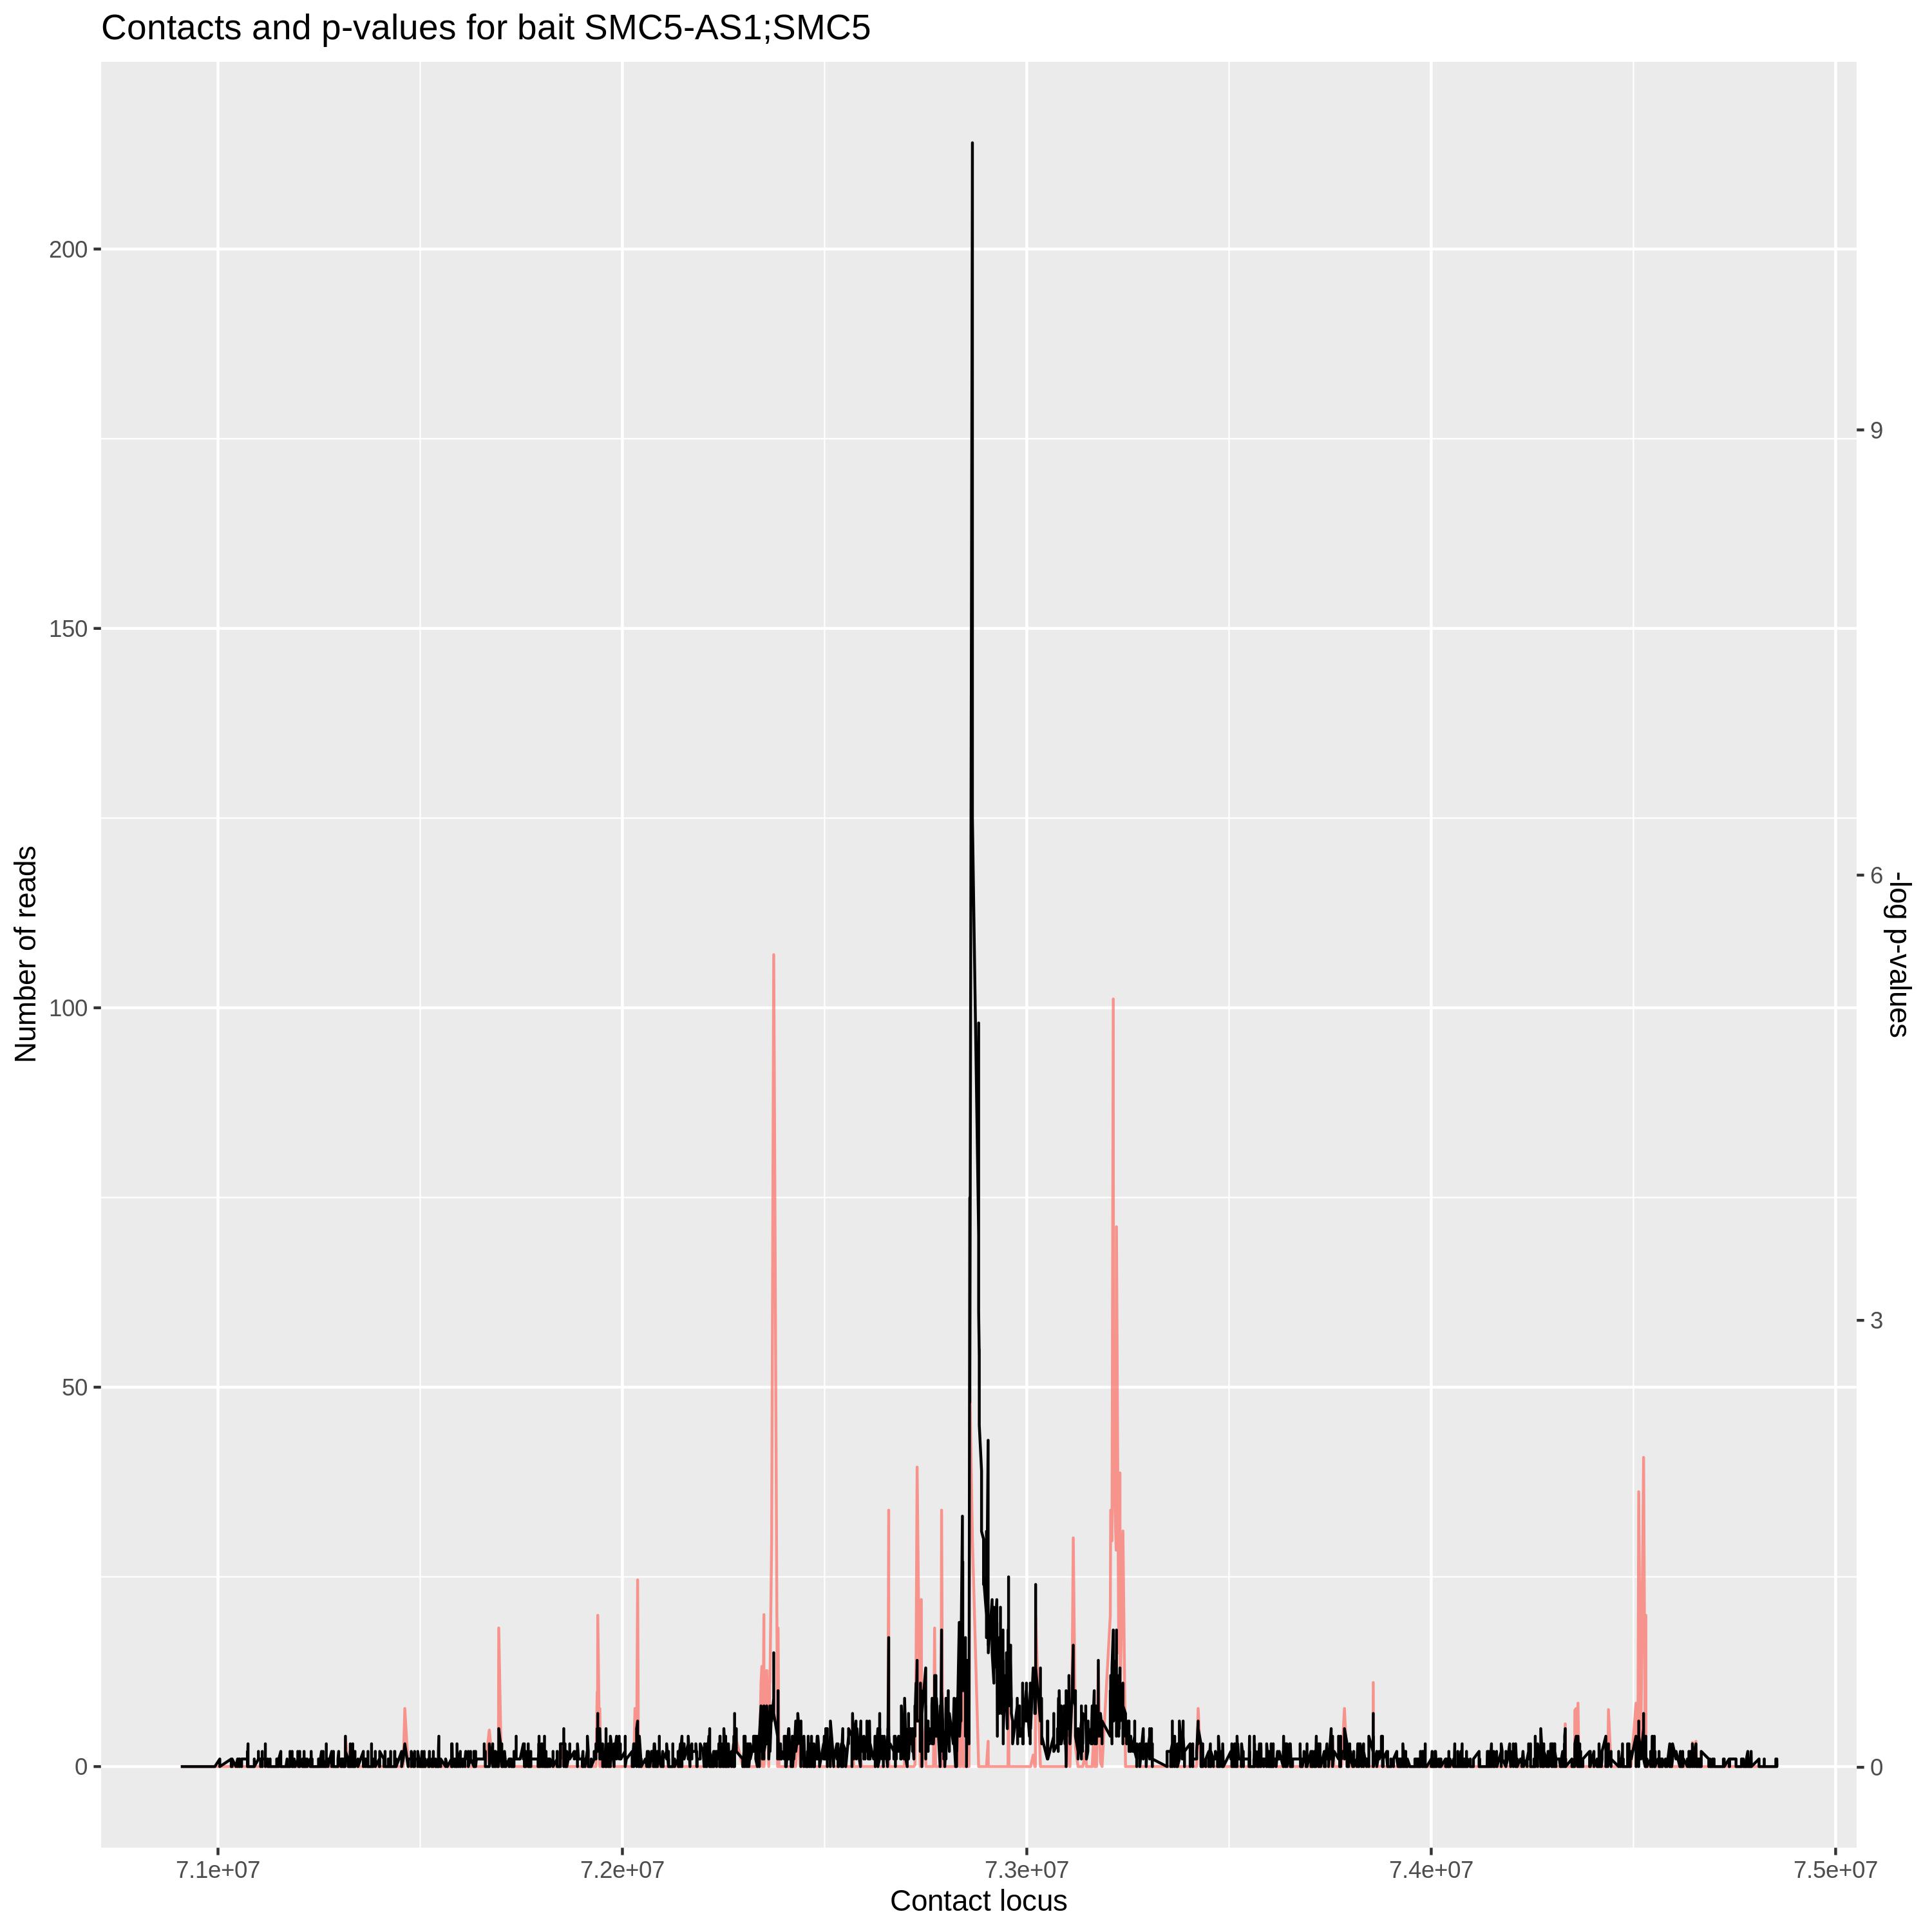 Contacts and p-values for bait SMC5-AS1;SMC5
200
150
100
50
0
Number of reads
9
6
3
0
-log p-values
7.1e+07 7.2e+07 7.3e+07 7.4e+07 7.5e+07
Contact locus